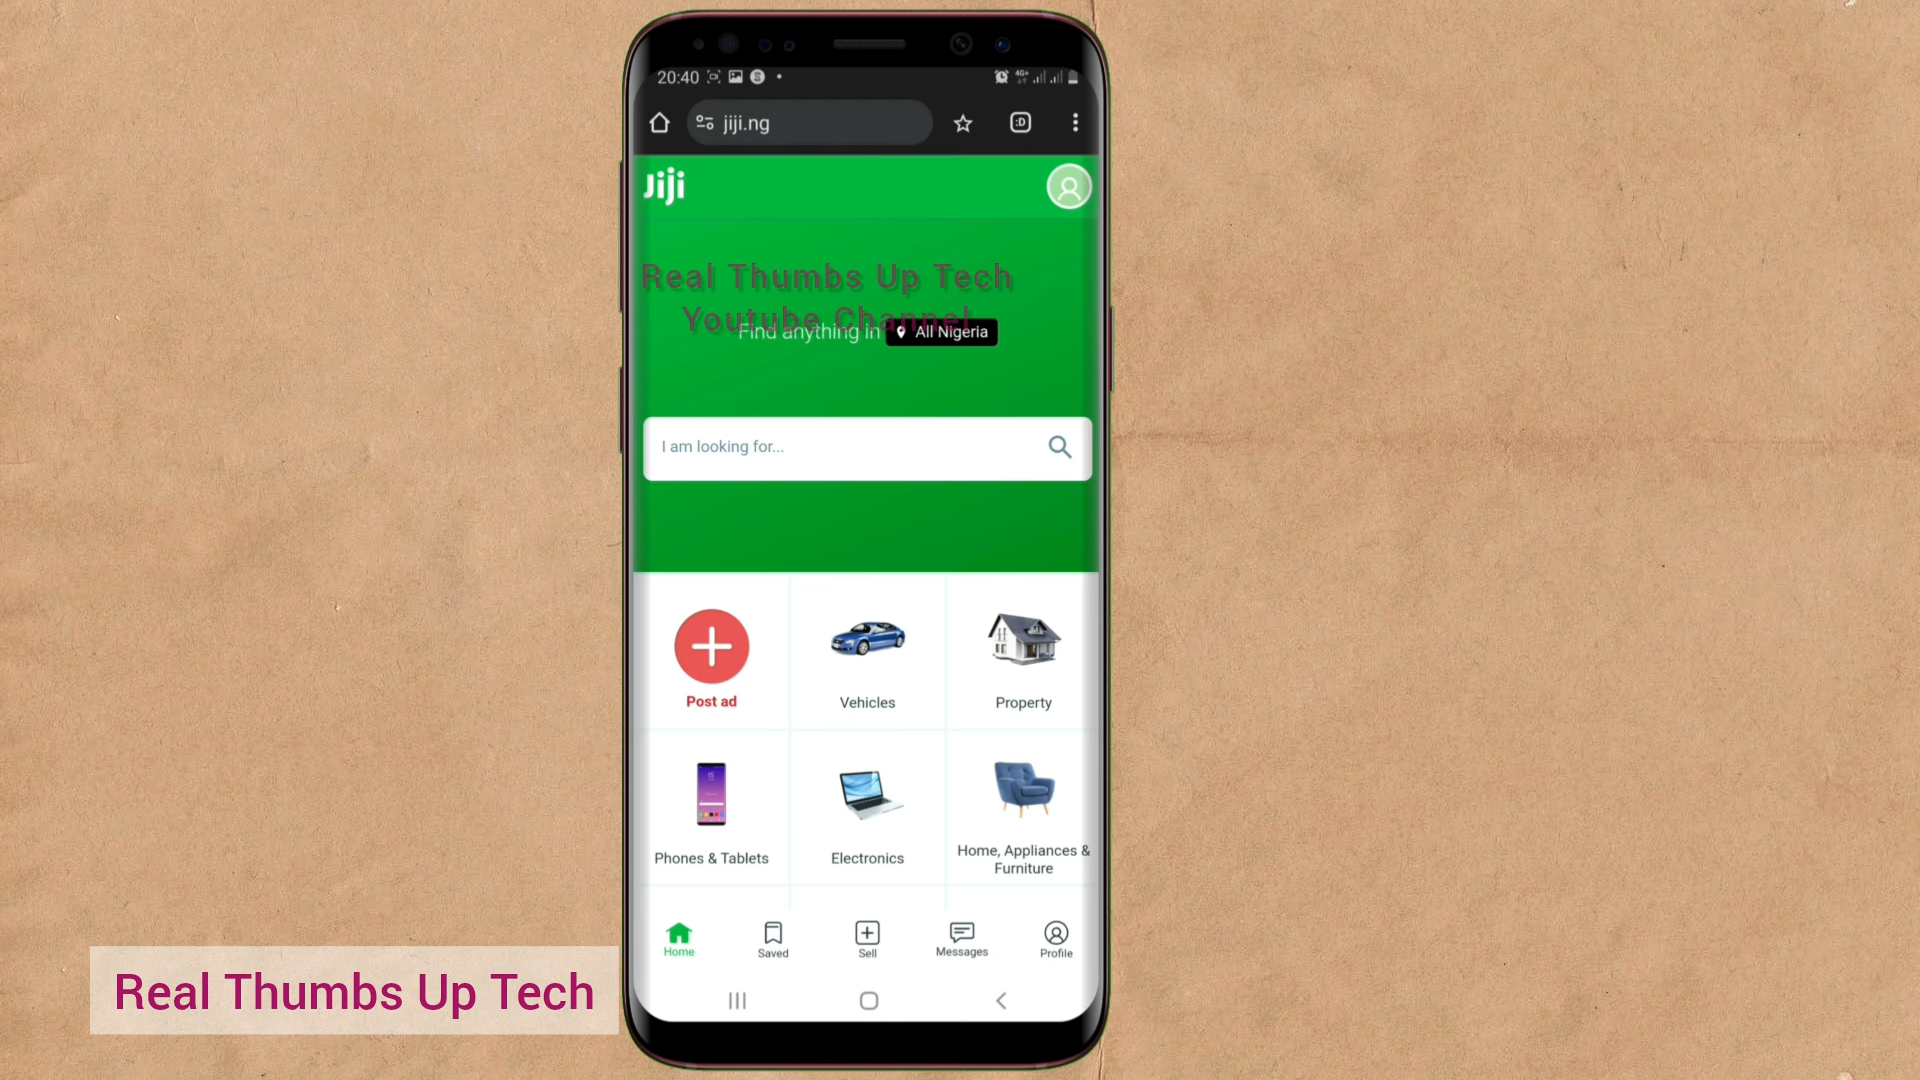 20:40
4G+
jiji.ng
:D
Jiji
Real Thumbs Up Tech
Youtube Channel
Find anything in All Nigeria
I am looking for...
Post ad
Vehicles
Property
Phones & Tablets
Electronics
Home, Appliances &
Furniture
Home
Saved
Sell
Messages
Profile
Real Thumbs Up Tech